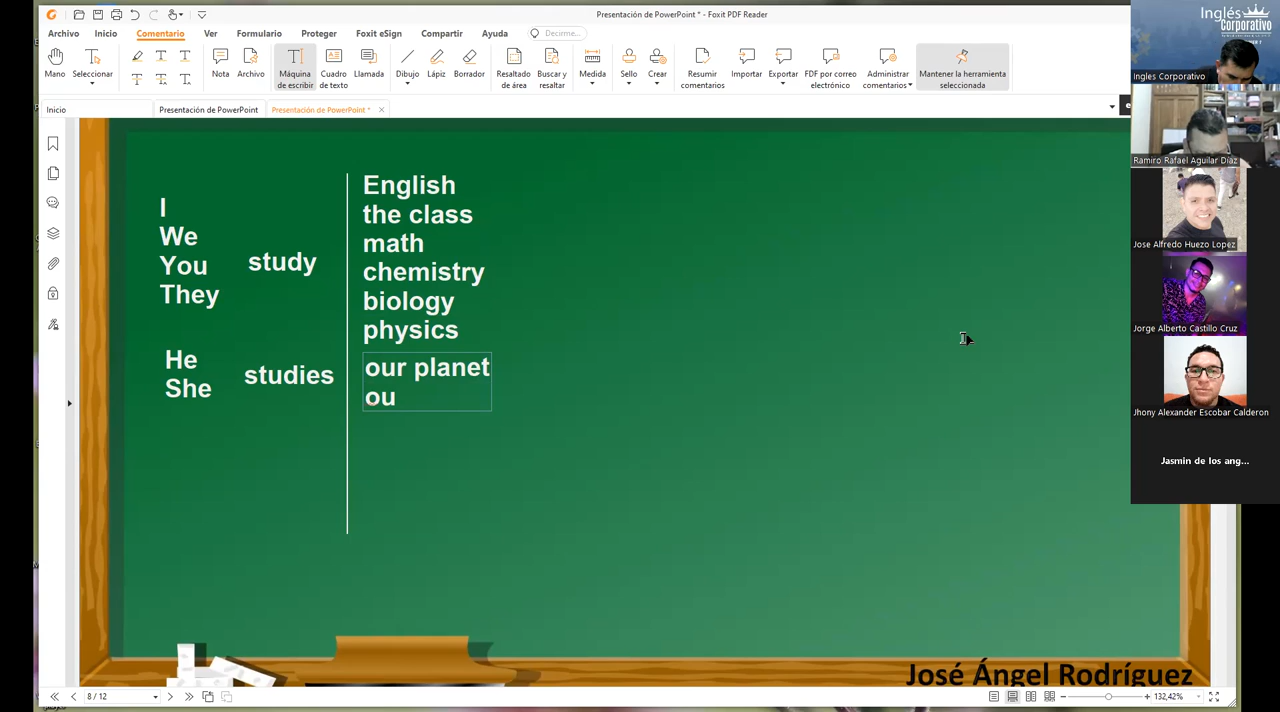 Presentación de PowerPoint * - Foxit PDF Reader
Archivo Inicio Comentario Ver Formulario Proteger Foxit eSign Compartir Ayuda Decirme...
Mano Seleccionar Nota Archivo Máquina de escribir Cuadro de texto Llamada Dibujo Lápiz Borrador Resaltado de área Buscar y resaltar Medida Sello Crear Resumir comentarios Importar Exportar FDF por correo electrónico Administrar comentarios Mantener la herramienta seleccionada
Inicio Presentación de PowerPoint Presentación de PowerPoint *
I
We
You
They
study
He
She
studies
English
the class
math
chemistry
biology
physics
our planet
ou
José Ángel Rodríguez
8 / 12
132,42%
Inglés
Corporativo
Ingles Corporativo
Ramiro Rafael Aguilar Díaz
Jose Alfredo Huezo Lopez
Jorge Alberto Castillo Cruz
Jhony Alexander Escobar Calderon
Jasmin de los ang...